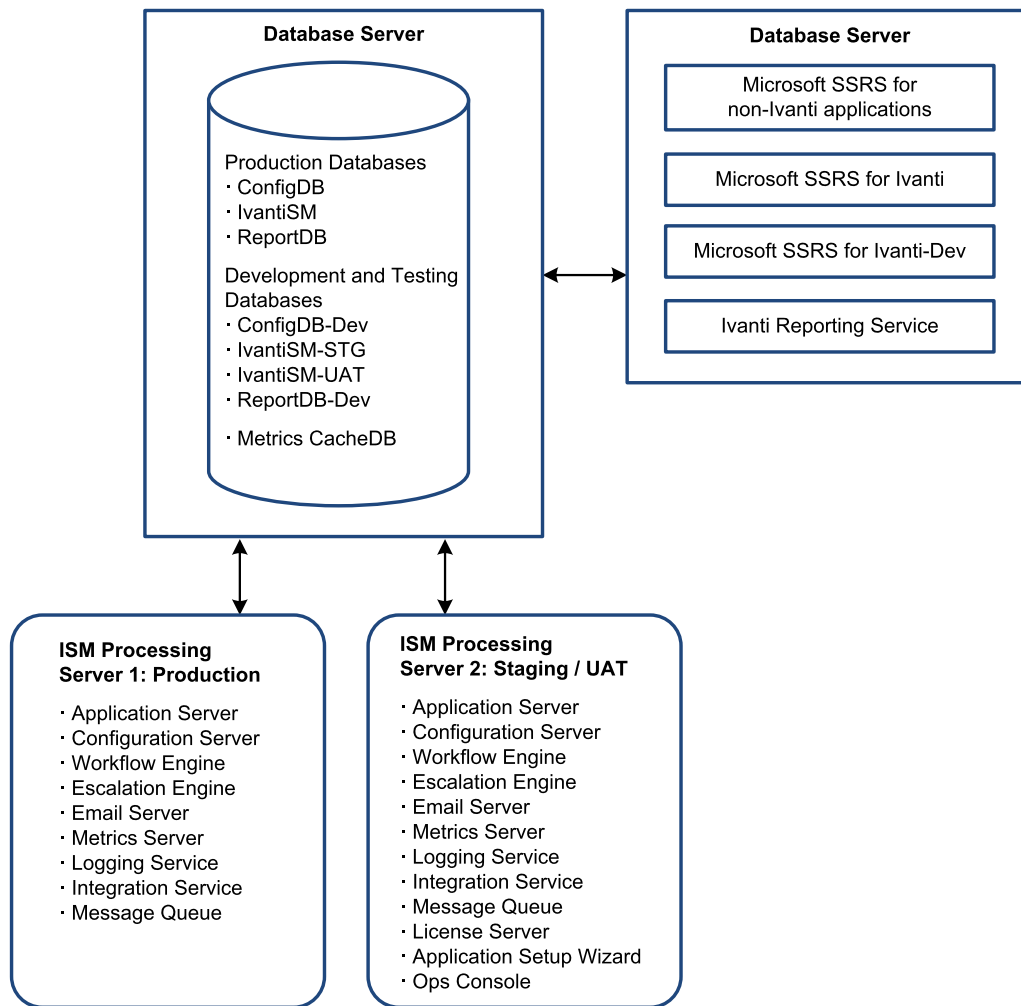 Database Server
Production Databases
· ConfigDB
· IvantiSM
· ReportDB
Development and Testing
Databases
· ConfigDB-Dev
· IvantiSM-STG
· IvantiSM-UAT
· ReportDB-Dev
· Metrics CacheDB
Database Server
Microsoft SSRS for
non-Ivanti applications
Microsoft SSRS for Ivanti
Microsoft SSRS for Ivanti-Dev
Ivanti Reporting Service
ISM Processing
Server 1: Production
· Application Server
· Configuration Server
· Workflow Engine
· Escalation Engine
· Email Server
· Metrics Server
· Logging Service
· Integration Service
· Message Queue
ISM Processing
Server 2: Staging / UAT
· Application Server
· Configuration Server
· Workflow Engine
· Escalation Engine
· Email Server
· Metrics Server
· Logging Service
· Integration Service
· Message Queue
· License Server
· Application Setup Wizard
· Ops Console